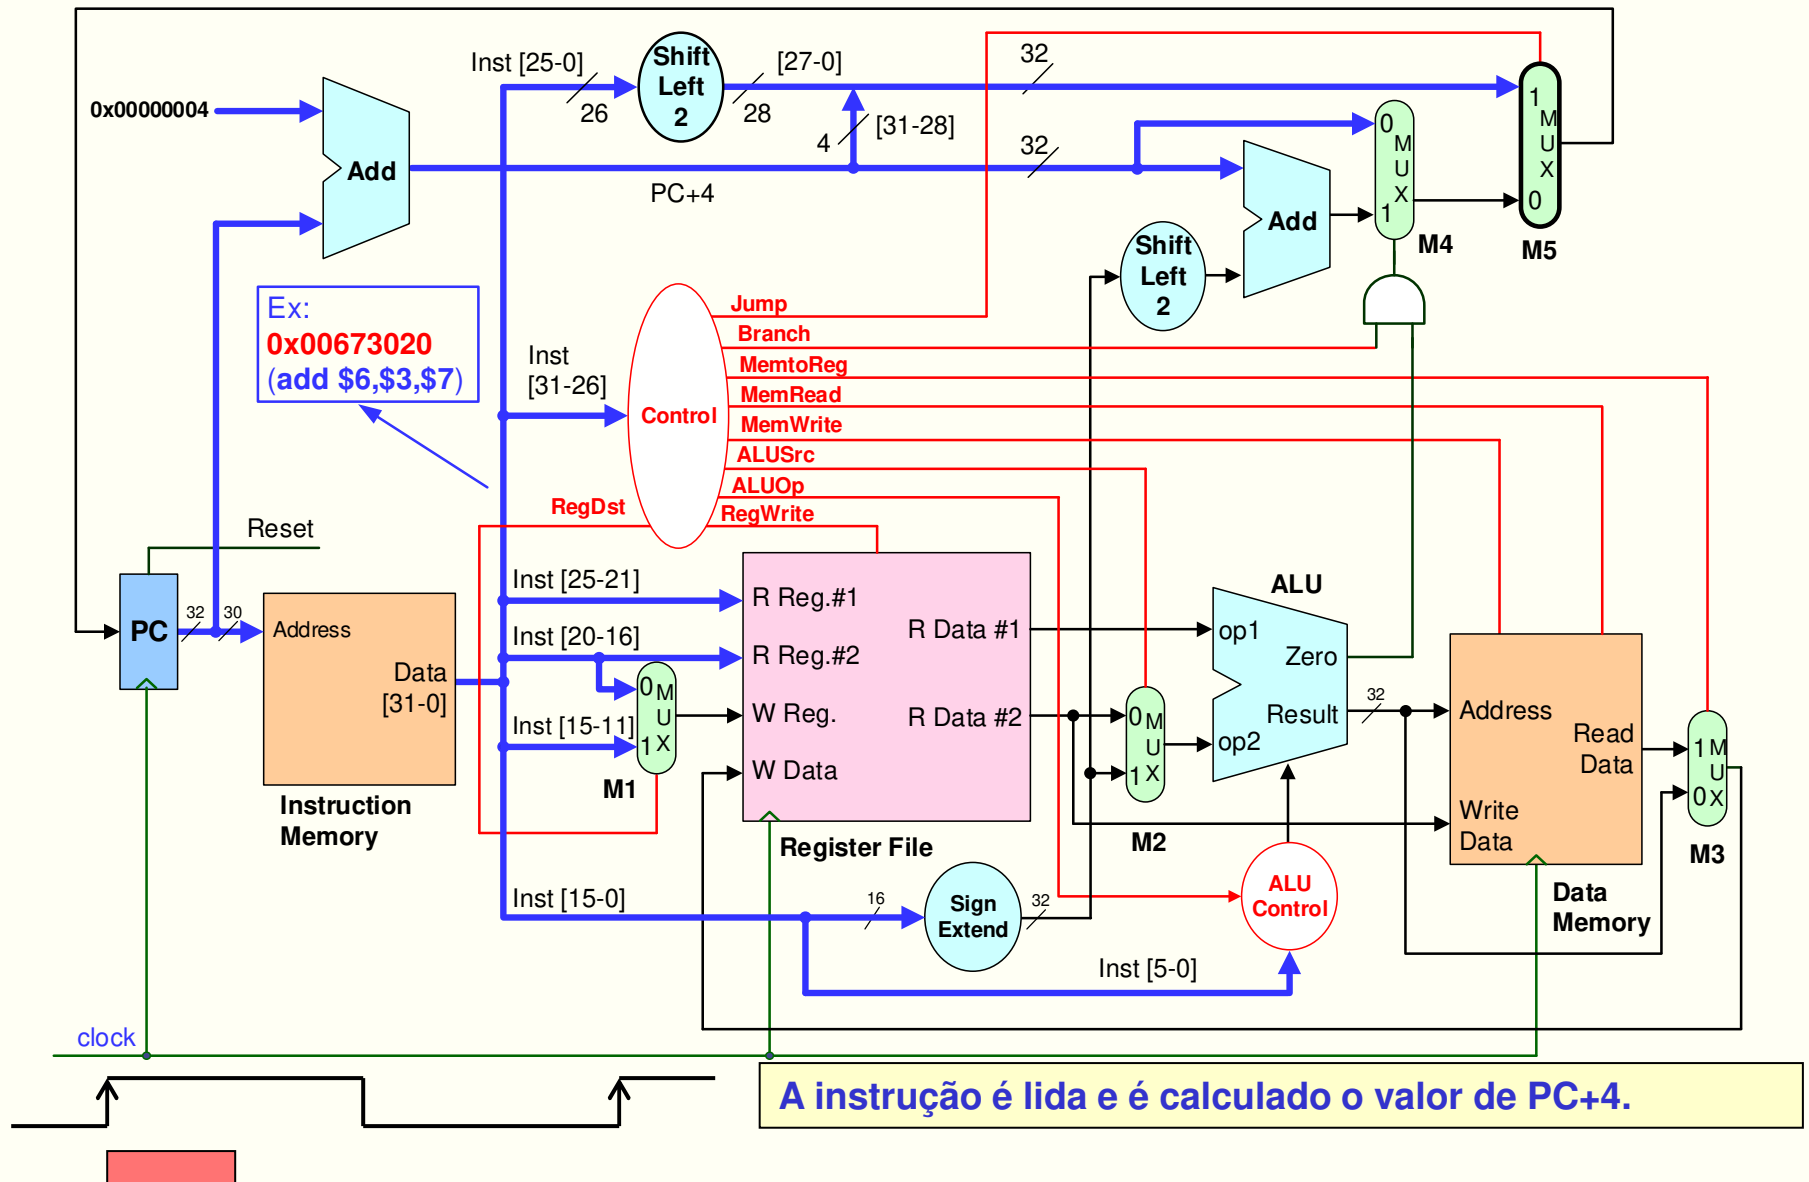 Inst [25-0]
26
Shift
Left
2
28
[27-0]
4
[31-28]
32
32
0x00000004
Add
PC+4
Add
Shift
Left
2
0
M
U
X
1
M4
1
M
U
X
0
M5
Ex:
0x00673020
(add $6,$3,$7)
Inst
[31-26]
Control
Jump
Branch
MemtoReg
MemRead
MemWrite
ALUSrc
ALUOp
RegWrite
RegDst
Reset
PC
32
30
Address
Data
[31-0]
Instruction
Memory
Inst [25-21]
Inst [20-16]
Inst [15-11]
0
M
U
X
1
M1
R Reg.#1
R Reg.#2
W Reg.
W Data
R Data #1
R Data #2
Register File
0
M
U
X
1
M2
ALU
op1
op2
Zero
Result
32
Address
Read
Data
Write
Data
Data
Memory
1
M
U
X
0
M3
Inst [15-0]
16
Sign
Extend
32
ALU
Control
Inst [5-0]
clock
A instrução é lida e é calculado o valor de PC+4.